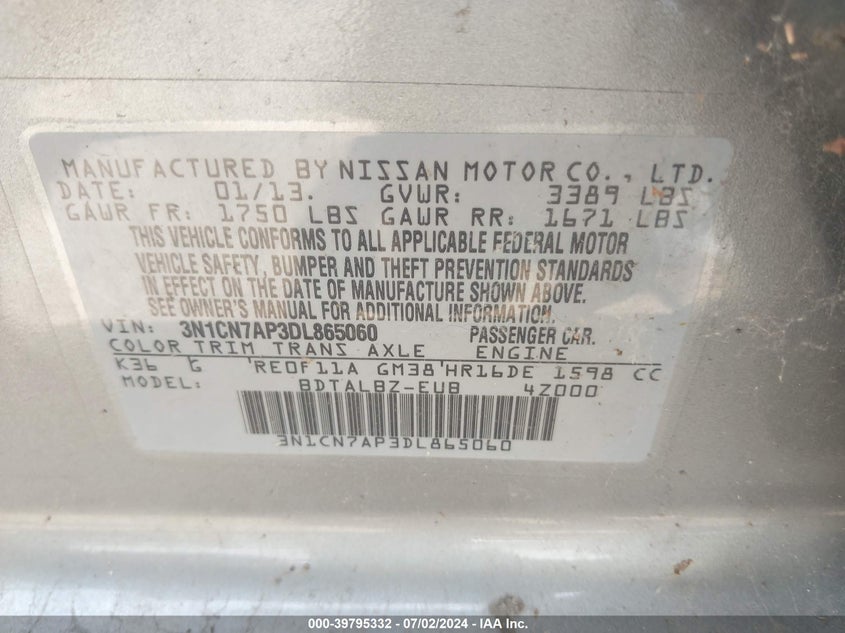 MANUFACTURED BY NISSAN MOTOR CO., LTD.
DATE: 01/13. GVWR: 3389 LBS
GAWR FR: 1750 LBS GAWR RR: 1671 LBS
THIS VEHICLE CONFORMS TO ALL APPLICABLE FEDERAL MOTOR
VEHICLE SAFETY, BUMPER AND THEFT PREVENTION STANDARDS
IN EFFECT ON THE DATE OF MANUFACTURE SHOWN ABOVE.
SEE OWNER'S MANUAL FOR ADDITIONAL INFORMATION.
VIN: 3N1CN7AP3DL865060 PASSENGER CAR.
COLOR TRIM TRANS AXLE ENGINE
K36 G 'RE0F11A GM38'HR16DE 1598 CC
MODEL: BDTALBZ-EUB 4Z000
3N1CN7AP3DL865060
000-39795332 - 07/02/2024 - IAAI.com